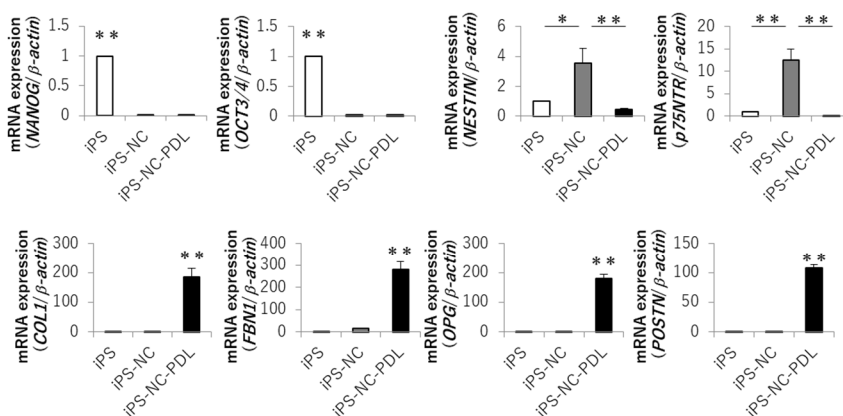 mRNA expression
(NANOG/β-actin)
**
1.5
1
0.5
0
iPS
iPS-NC
iPS-NC-PDL
mRNA expression
(OCT3/4/β-actin)
**
1.5
1
0.5
0
iPS
iPS-NC
iPS-NC-PDL
mRNA expression
(NESTIN/β-actin)
* **
6
4
2
0
iPS
iPS-NC
iPS-NC-PDL
mRNA expression
(p75NTR/β-actin)
** **
20
15
10
5
0
iPS
iPS-NC
iPS-NC-PDL
mRNA expression
(COL1/β-actin)
**
300
200
100
0
iPS
iPS-NC
iPS-NC-PDL
mRNA expression
(FBN1/β-actin)
**
400
300
200
100
0
iPS
iPS-NC
iPS-NC-PDL
mRNA expression
(OPG/β-actin)
**
300
200
100
0
iPS
iPS-NC
iPS-NC-PDL
mRNA expression
(POSTN/β-actin)
**
150
100
50
0
iPS
iPS-NC
iPS-NC-PDL